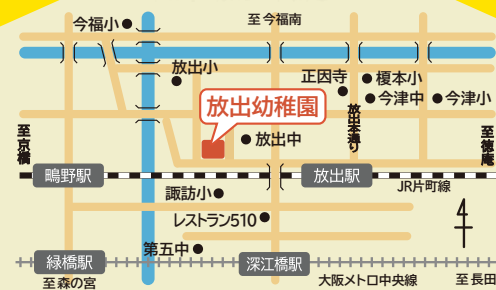 今福小
至今福南
放出小
正因寺
榎本小
今津中
今津小
放出幼稚園
放出本通り
放出中
至京橋
至徳庵
鴫野駅
放出駅
JR片町線
諏訪小
レストラン510
第五中
緑橋駅
深江橋駅
至森の宮
大阪メトロ中央線
至長田
4